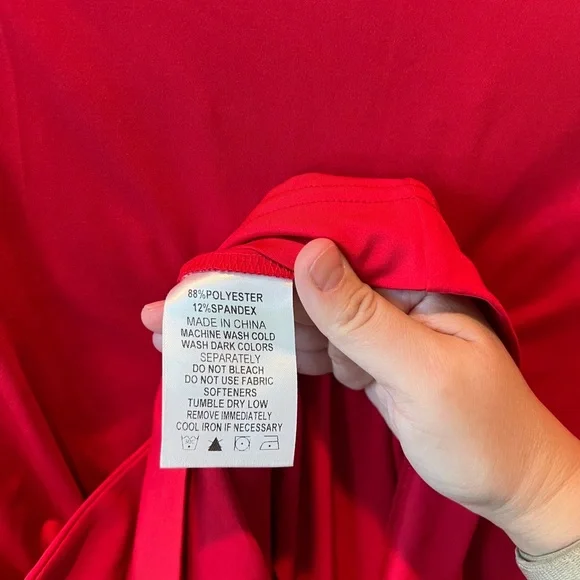 88%POLYESTER
12%SPANDEX
MADE IN CHINA
MACHINE WASH COLD
WASH DARK COLORS
SEPARATELY
DO NOT BLEACH
DO NOT USE FABRIC
SOFTENERS
TUMBLE DRY LOW
REMOVE IMMEDIATELY
COOL IRON IF NECESSARY